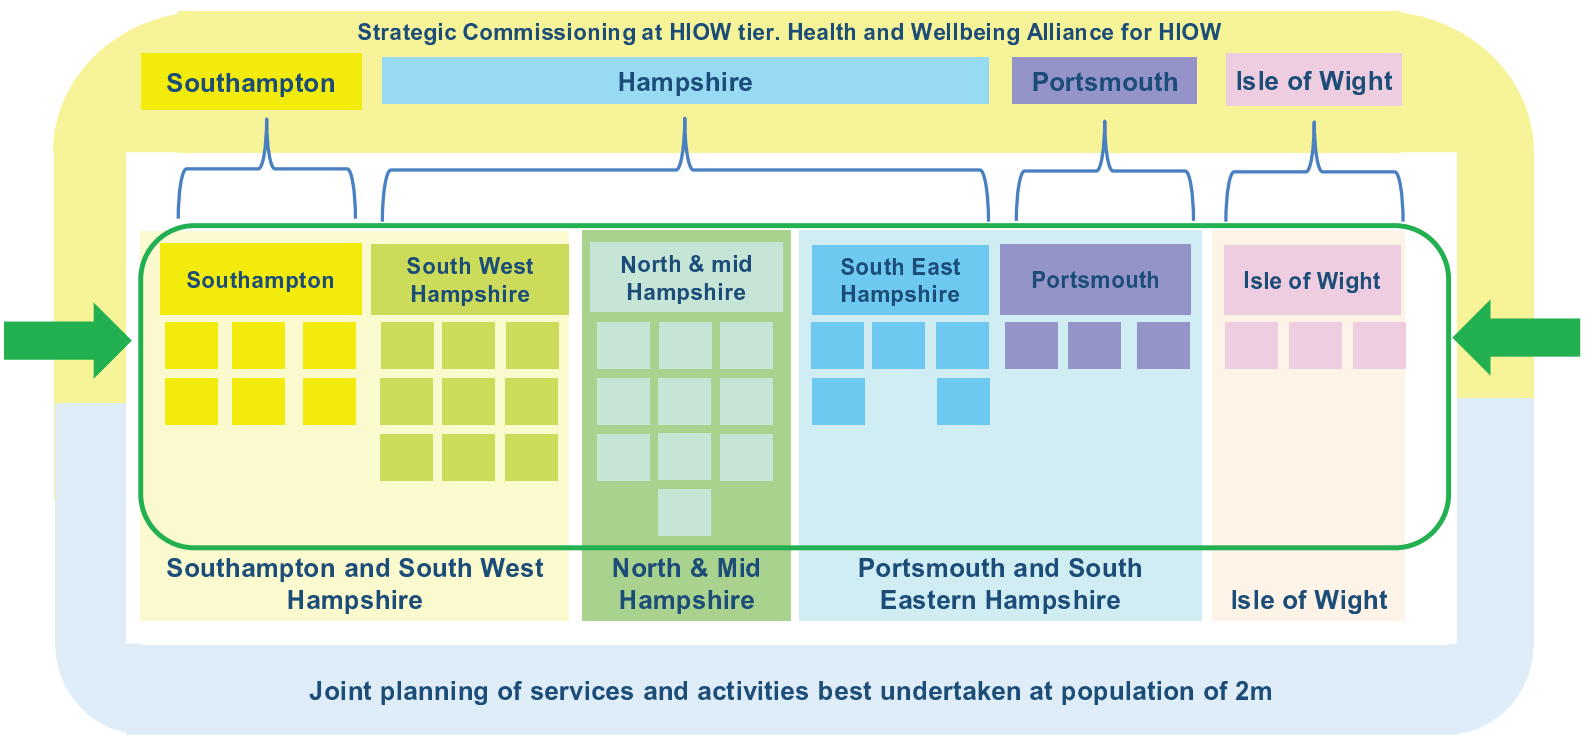 Strategic Commissioning at HIOW tier. Health and Wellbeing Alliance for HIOW
Southampton
Hampshire
Portsmouth
Isle of Wight
Southampton
South West
Hampshire
North & mid
Hampshire
South East
Hampshire
Portsmouth
Isle of Wight
Southampton and South West
Hampshire
North & Mid
Hampshire
Portsmouth and South
Eastern Hampshire
Isle of Wight
Joint planning of services and activities best undertaken at population of 2m